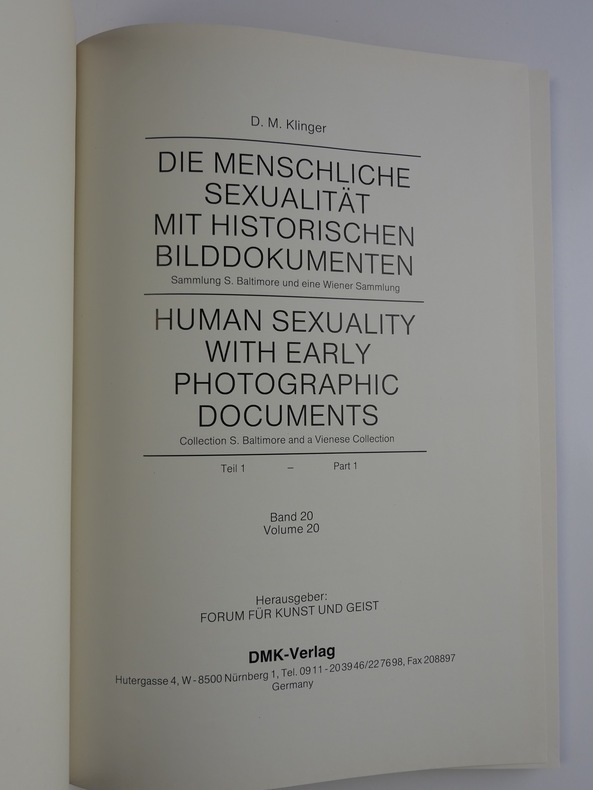 D. M. Klinger
DIE MENSCHLICHE
SEXUALITÄT
MIT HISTORISCHEN
BILDDOKUMENTEN
Sammlung S. Baltimore und eine Wiener Sammlung
HUMAN SEXUALITY
WITH EARLY
PHOTOGRAPHIC
DOCUMENTS
Collection S. Baltimore and a Vienese Collection
Teil 1 – Part 1
Band 20
Volume 20
Herausgeber:
FORUM FÜR KUNST UND GEIST
DMK-Verlag
Hutergasse 4, W-8500 Nürnberg 1, Tel. 0911-203946/227698, Fax 208897
Germany